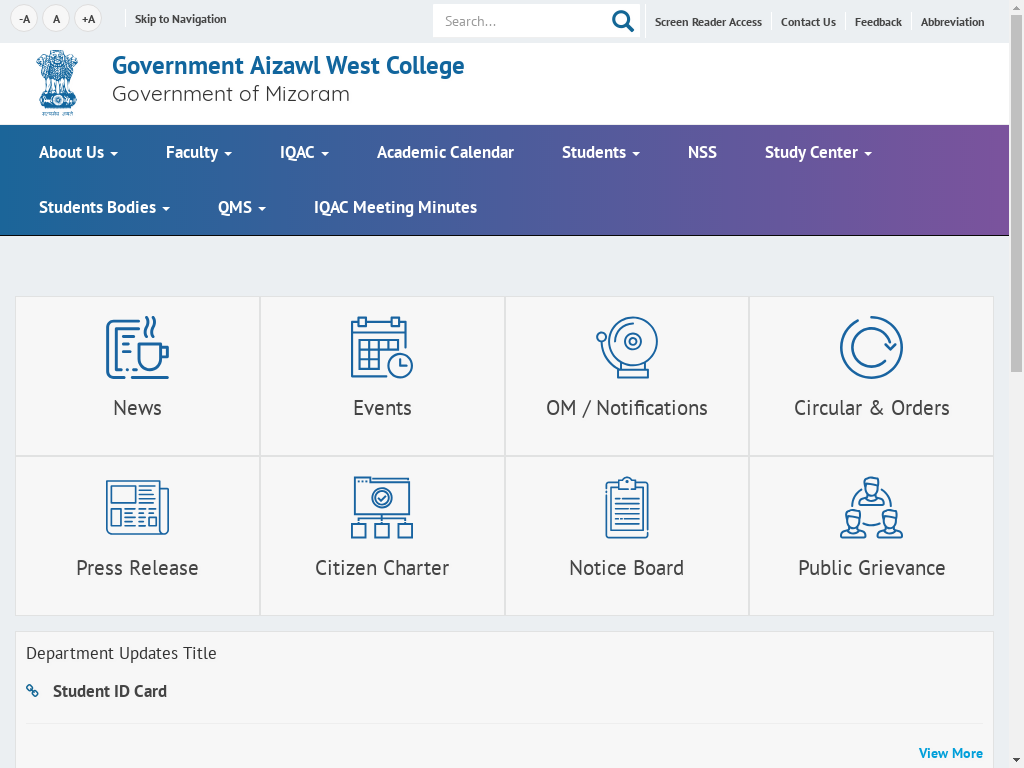 -A A +A Skip to Navigation Search... Screen Reader Access Contact Us Feedback Abbreviation
Government Aizawl West College
Government of Mizoram
सत्यमेव जयते
About Us Faculty IQAC Academic Calendar Students NSS Study Center
Students Bodies QMS IQAC Meeting Minutes
News Events OM / Notifications Circular & Orders
Press Release Citizen Charter Notice Board Public Grievance
Department Updates Title
Student ID Card
View More